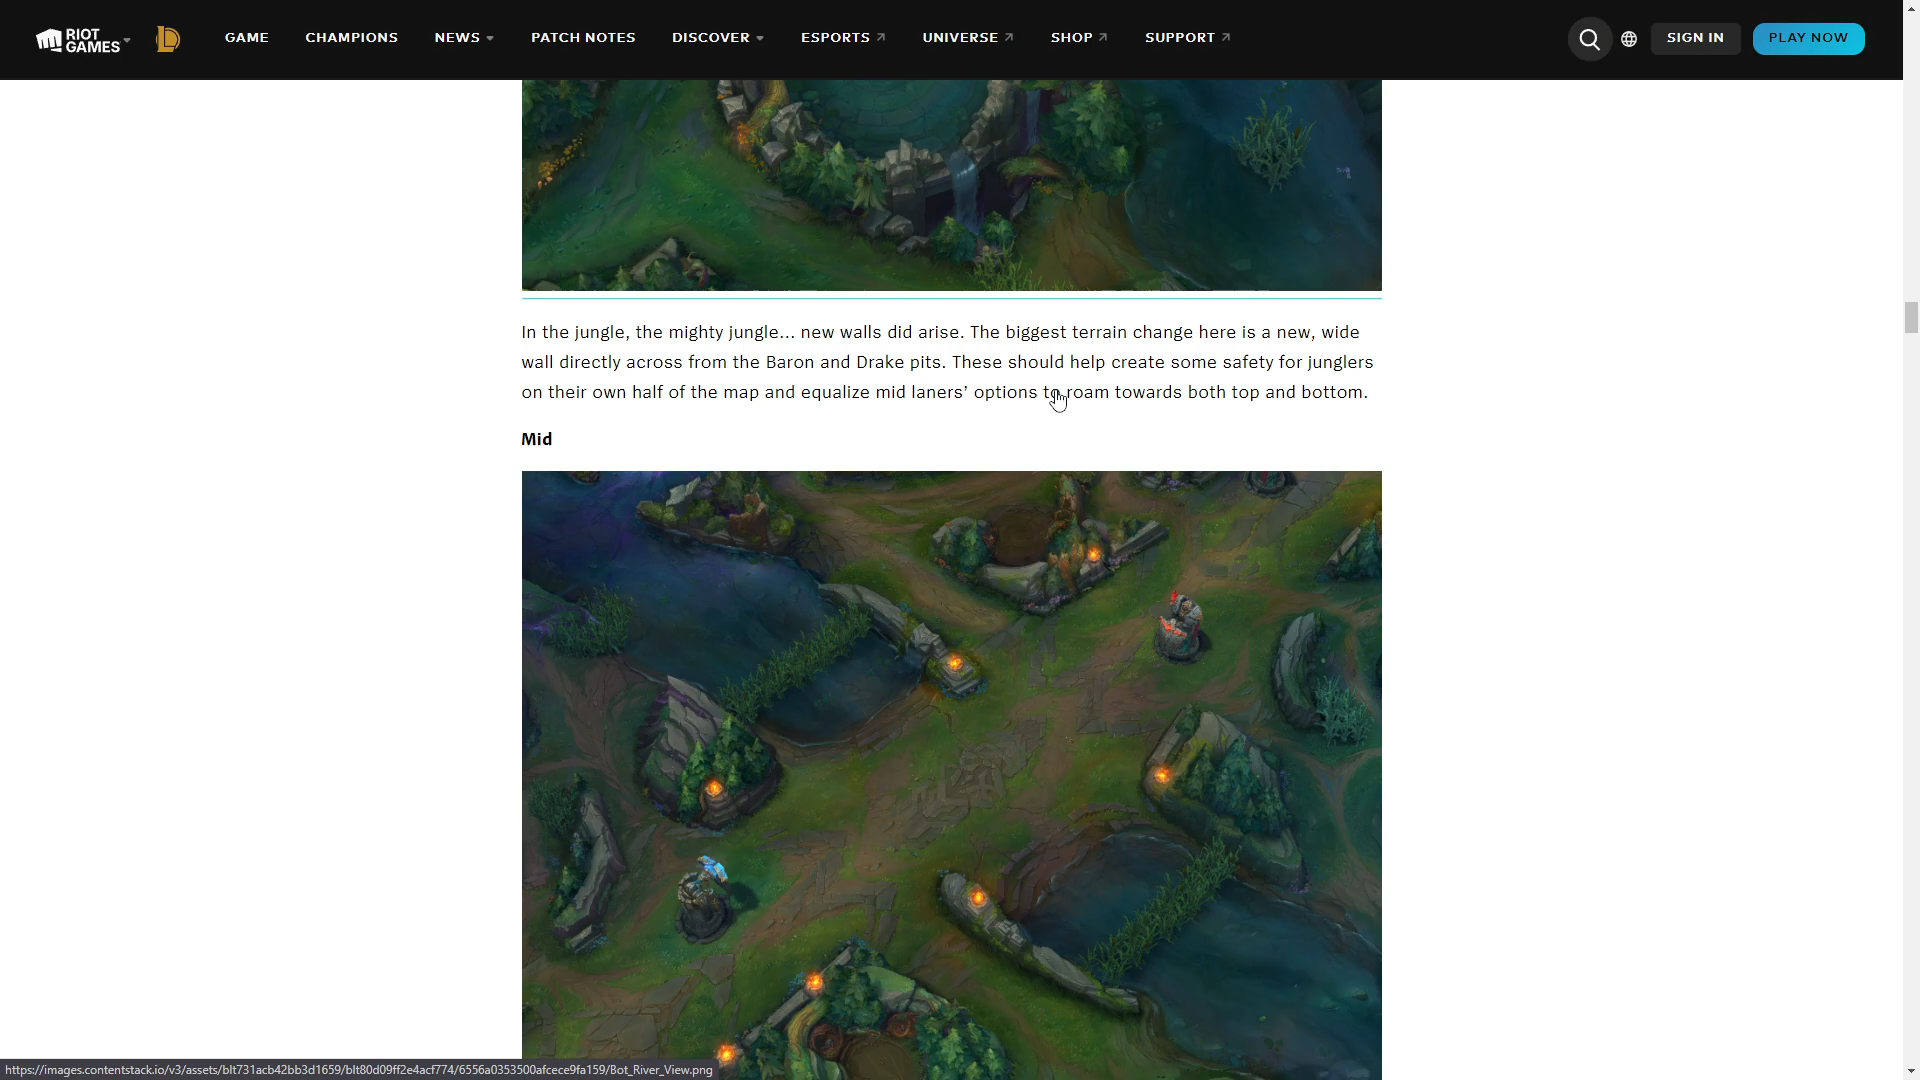 RIOT GAMES
GAME
CHAMPIONS
NEWS
PATCH NOTES
DISCOVER
ESPORTS
UNIVERSE
SHOP
SUPPORT
SIGN IN
PLAY NOW
In the jungle, the mighty jungle… new walls did arise. The biggest terrain change here is a new, wide
wall directly across from the Baron and Drake pits. These should help create some safety for junglers
on their own half of the map and equalize mid laners’ options to roam towards both top and bottom.
Mid
https://images.contentstack.io/v3/assets/blt731acb42bb3d1659/blt80d09ff2e4acf774/6556a0353500afcece9fa159/Bot_River_View.png